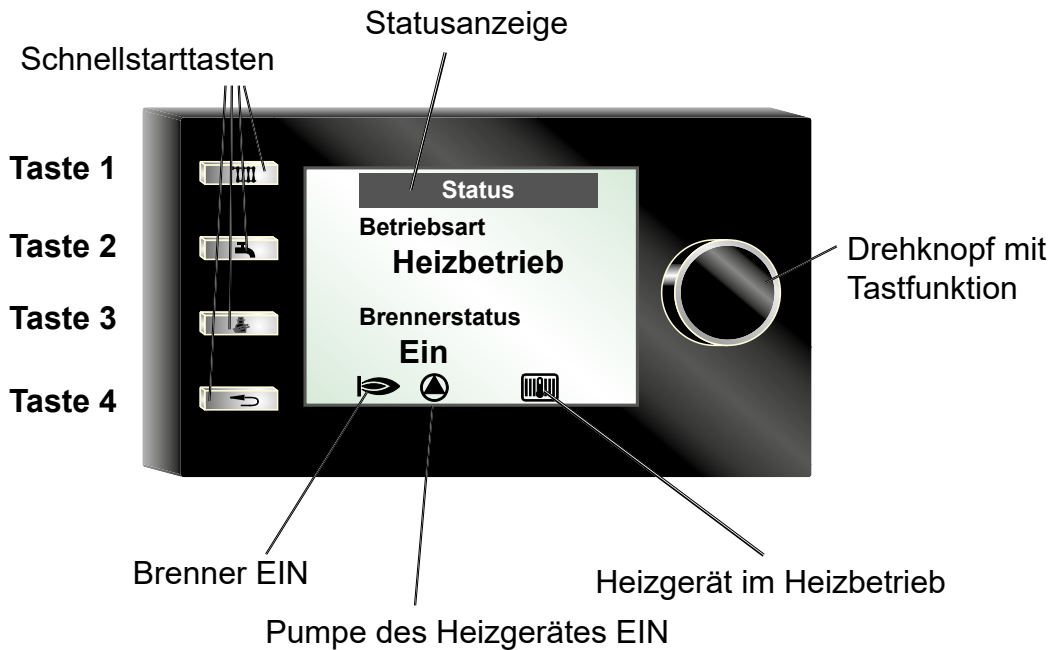 Statusanzeige
Schnellstarttasten
Taste 1
Taste 2
Taste 3
Taste 4
Status
Betriebsart
Heizbetrieb
Brennerstatus
Ein
Drehknopf mit
Tastfunktion
Brenner EIN
Heizgerät im Heizbetrieb
Pumpe des Heizgerätes EIN